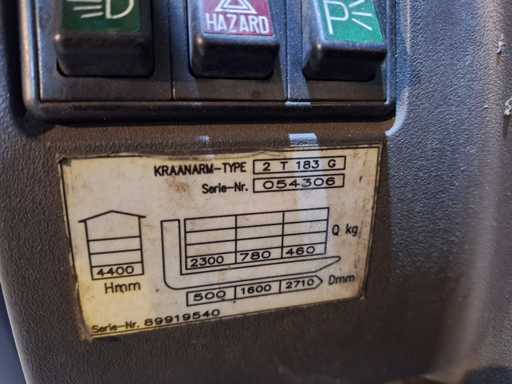 HAZARD
P
KRAANARM-TYPE 2 T 183 G
Serie-Nr. 054306
4400
Hmm
2300 780 460 Q kg
500 1600 2710 Dmm
Serie-Nr. 89919540